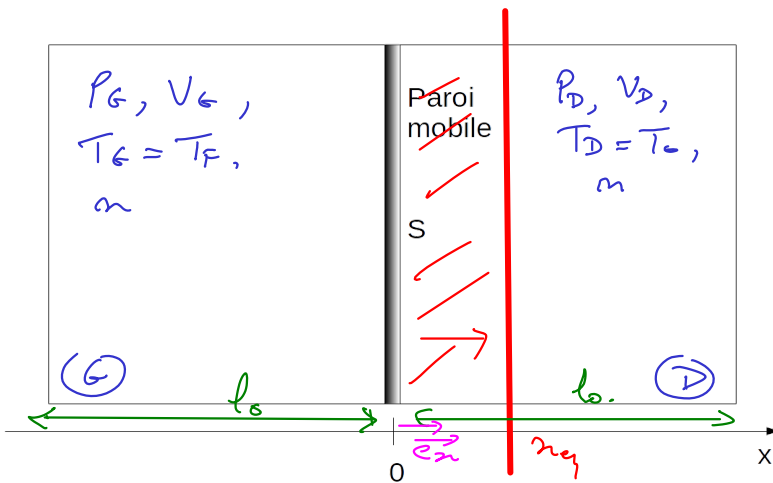 P_G, V_G,
T_G = T_F,
n
Paroi
mobile
S
P_D, V_D,
T_D = T_0,
n
G
D
l_0
l_0.
e_x
x_eq
0
x